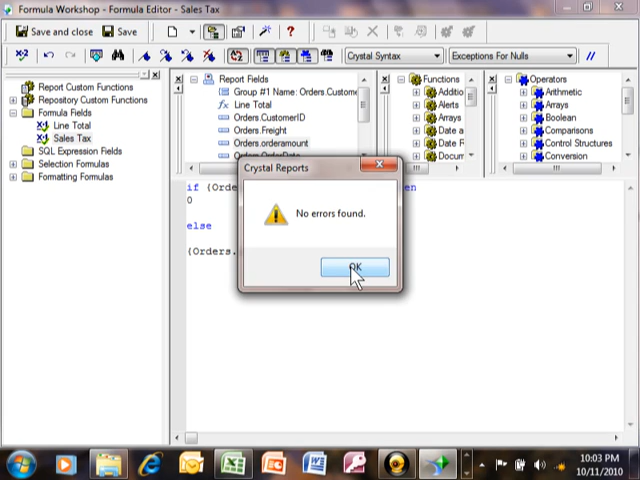 Formula Workshop - Formula Editor - Sales Tax
Save and close Save
Crystal Syntax
Exceptions For Nulls
Report Custom Functions
Repository Custom Functions
Formula Fields
Line Total
Sales Tax
SQL Expression Fields
Selection Formulas
Formatting Formulas
Report Fields
Group #1 Name: Orders.Custome
Line Total
Orders.CustomerID
Orders.Freight
Orders.orderamount
Orders.OrderDate
Functions
Additio
Alerts
Arrays
Date a
Date F
Docum
Operators
Arithmetic
Arrays
Boolean
Comparisons
Control Structures
Conversion
if {Orde
en
0
else
{Orders.
Crystal Reports
No errors found.
OK
10:03 PM
10/11/2010